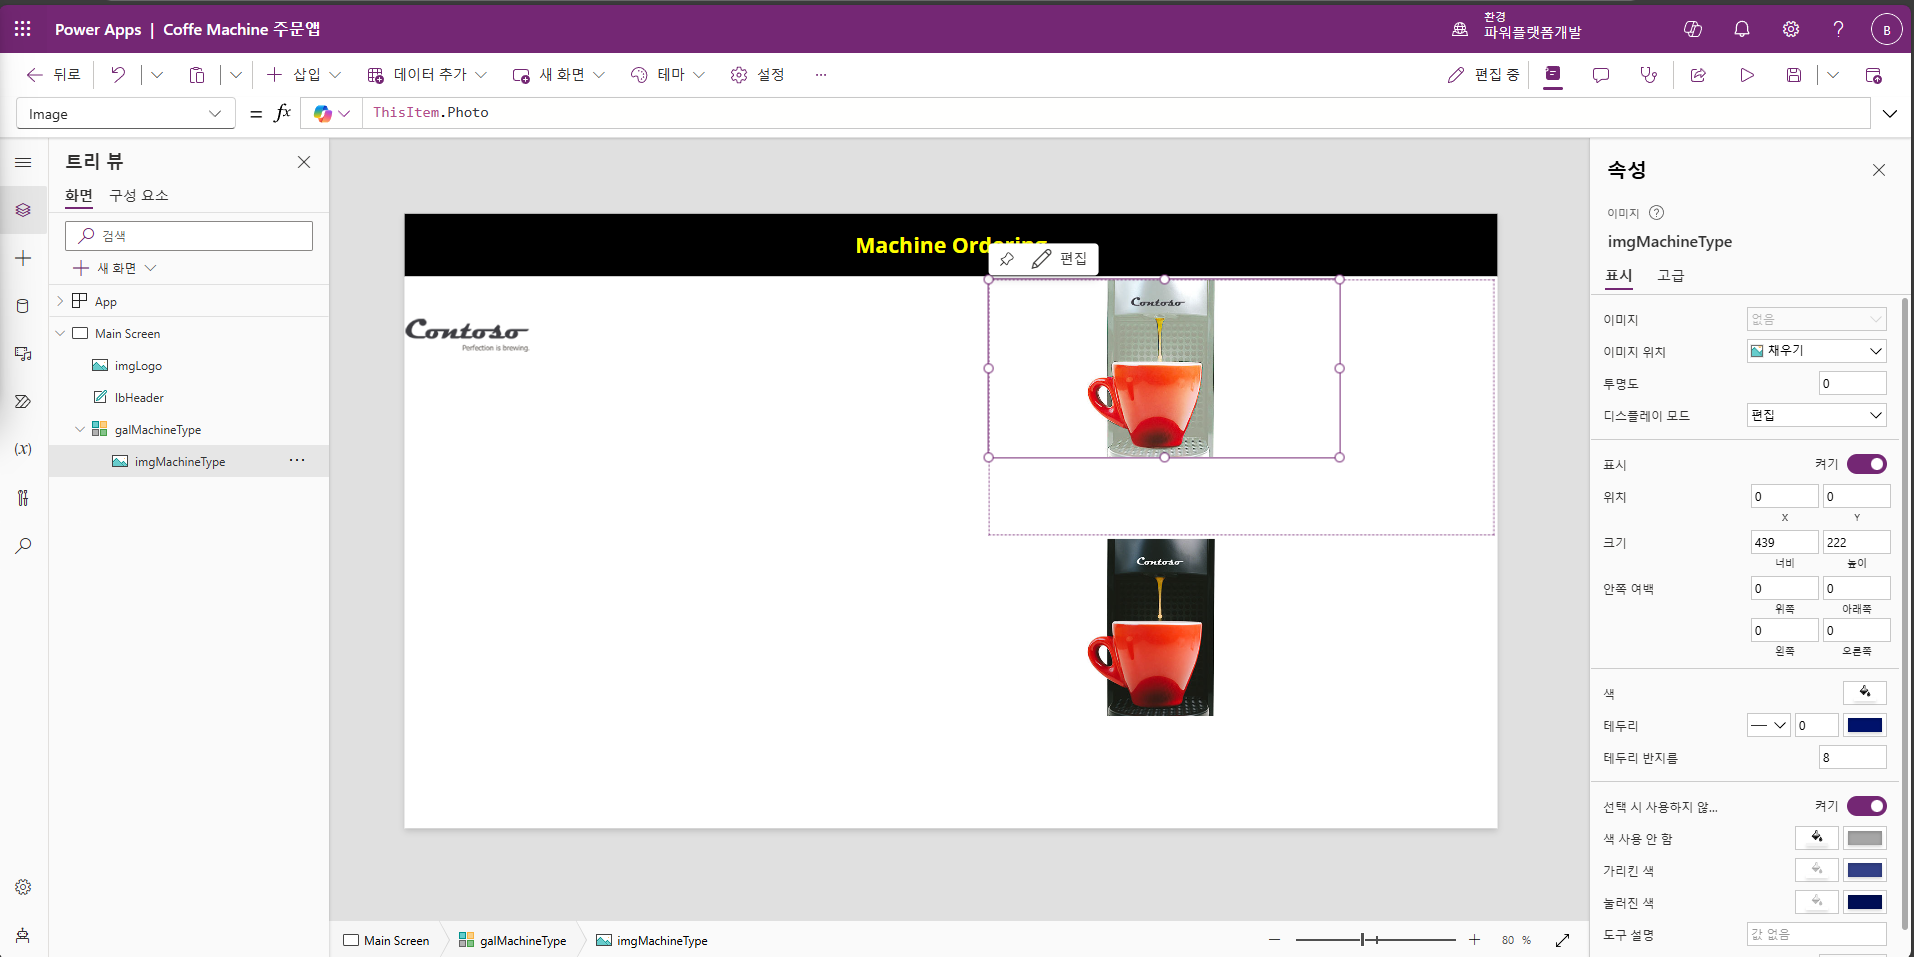 Power Apps | Coffe Machine 주문앱
환경
파워플랫폼개발
B
뒤로
삽입
데이터 추가
새 화면
테마
설정
편집 중
Image
= fx
ThisItem.Photo
트리 뷰
화면 구성 요소
검색
새 화면
App
Main Screen
imgLogo
lbHeader
galMachineType
imgMachineType
(x)
Machine Ordering
편집
Contoso
Perfection is brewing.
Contoso
Contoso
Main Screen
galMachineType
imgMachineType
80 %
속성
이미지
imgMachineType
표시 고급
이미지 없음
이미지 위치 채우기
투명도 0
디스플레이 모드 편집
표시 켜기
위치 0 0
X Y
크기 439 222
너비 높이
안쪽 여백 0 0
위쪽 아래쪽
0 0
왼쪽 오른쪽
색
테두리 0
테두리 반지름 8
선택 시 사용하지 않... 켜기
색 사용 안 함
가리킨 색
눌러진 색
도구 설명 값 없음